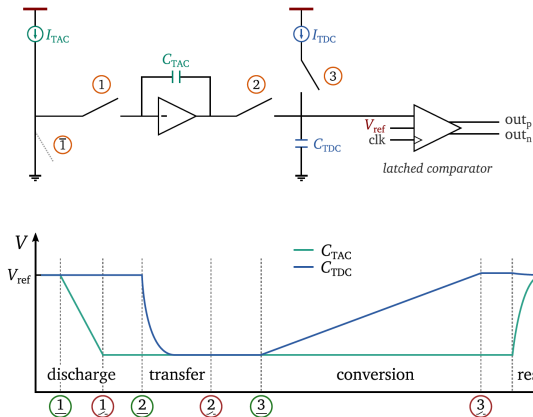 I_TAC
C_TAC
I_TDC
①
②
③
①̄
C_TDC
V_ref
clk
out_p
out_n
latched comparator
V
C_TAC
C_TDC
V_ref
discharge
transfer
conversion
① ① ② ② ③ ③